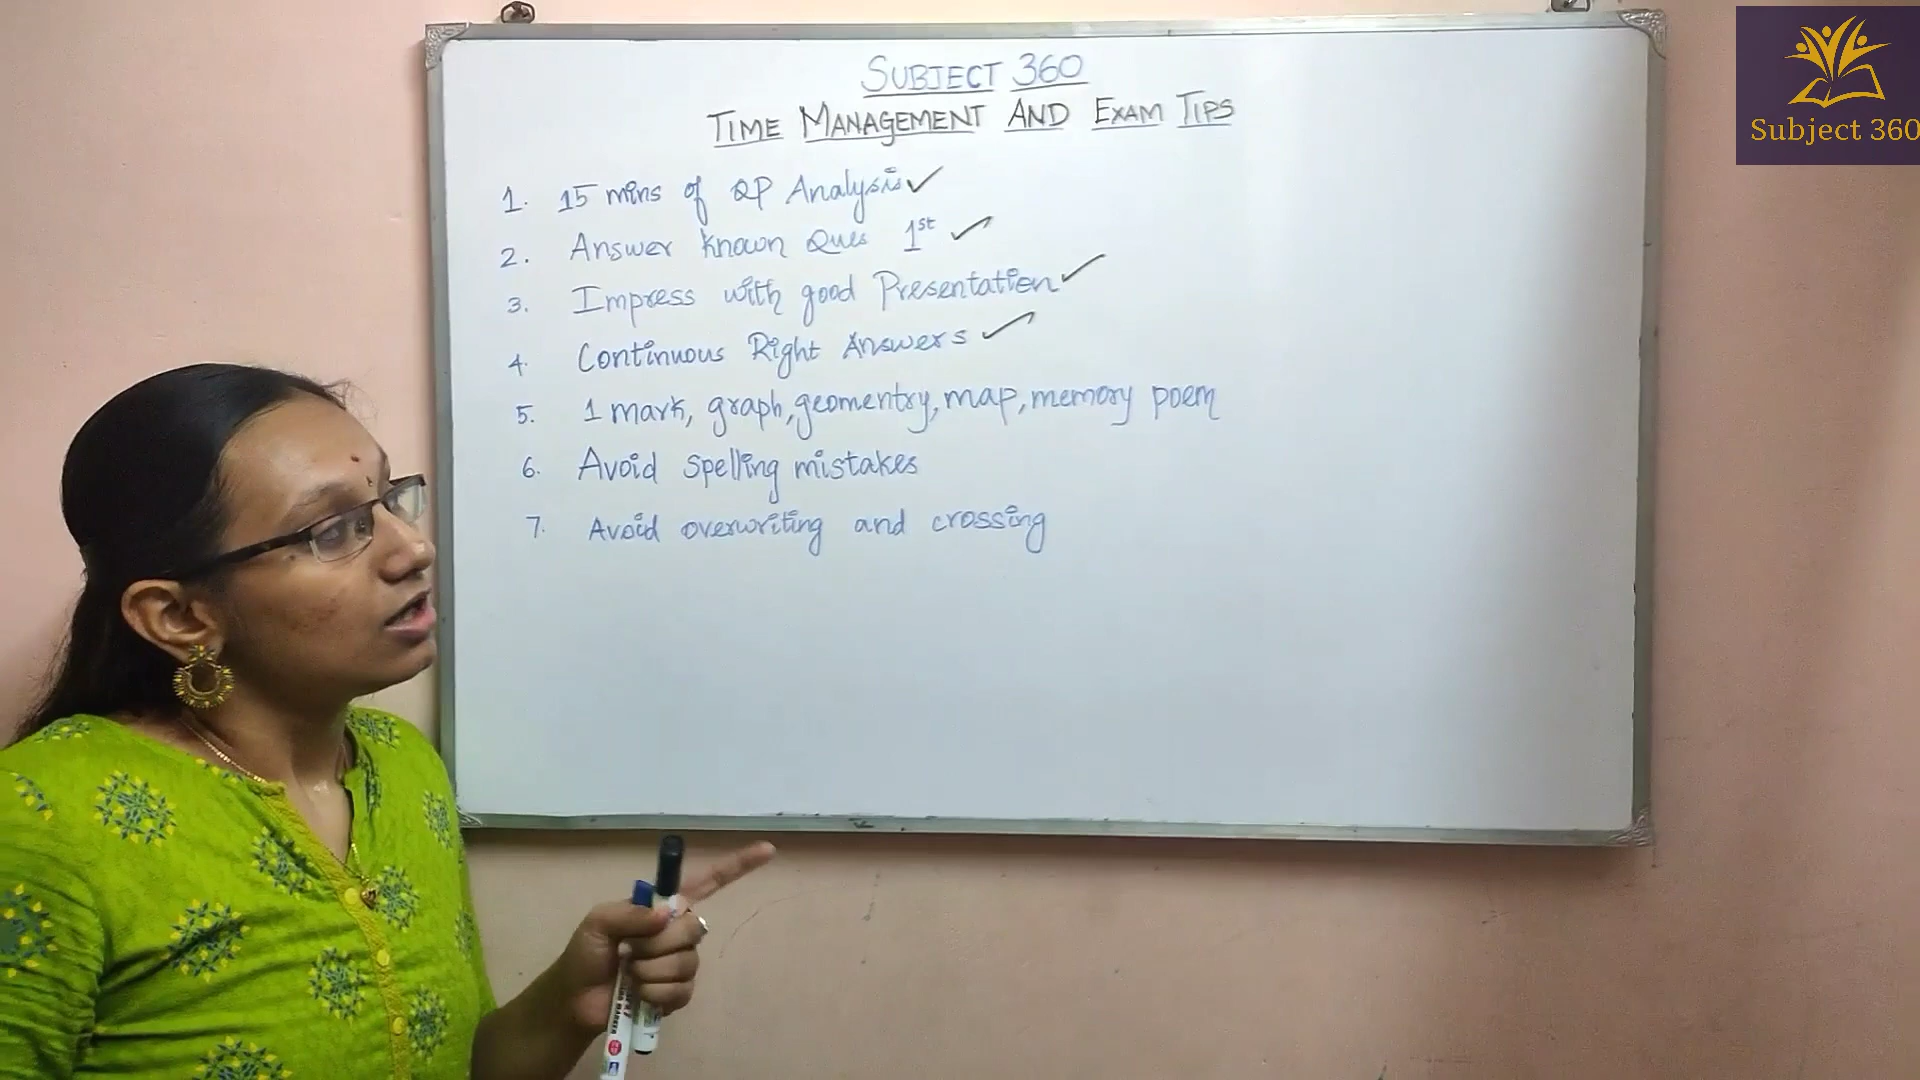 SUBJECT 360
TIME MANAGEMENT AND EXAM TIPS
1. 15 mins of QP Analysis ✓
2. Answer known Ques 1st ✓
3. Impress with good Presentation ✓
4. Continuous Right Answers ✓
5. 1 mark, graph, geomentry, map, memory poem
6. Avoid spelling mistakes
7. Avoid overwriting and crossing
Subject 360